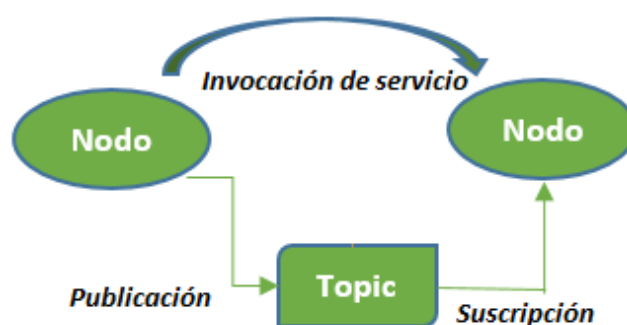 Invocación de servicio
Nodo
Nodo
Topic
Publicación
Suscripción